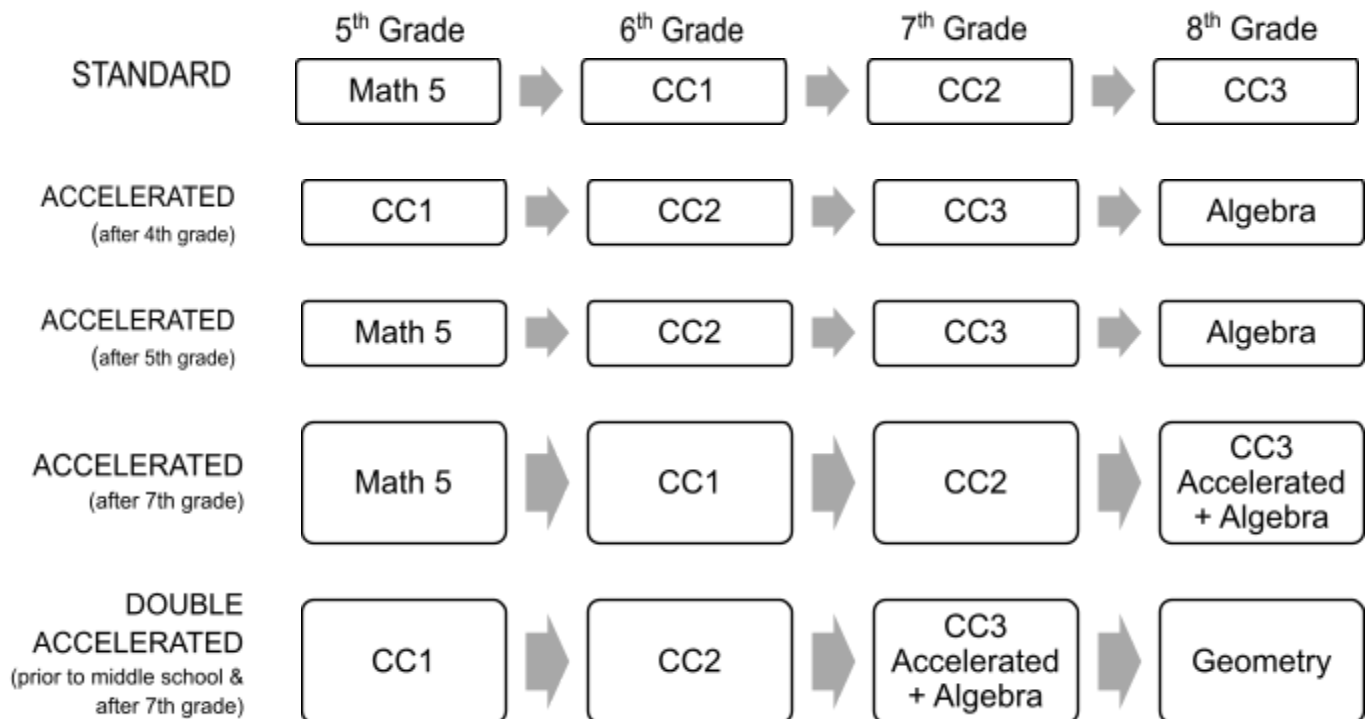 5th Grade 6th Grade 7th Grade 8th Grade
STANDARD Math 5 CC1 CC2 CC3
ACCELERATED
(after 4th grade)
CC1 CC2 CC3 Algebra
ACCELERATED
(after 5th grade)
Math 5 CC2 CC3 Algebra
ACCELERATED
(after 7th grade)
Math 5 CC1 CC2
CC3
Accelerated
+ Algebra
DOUBLE
ACCELERATED
(prior to middle school &
after 7th grade)
CC1 CC2
CC3
Accelerated
+ Algebra
Geometry